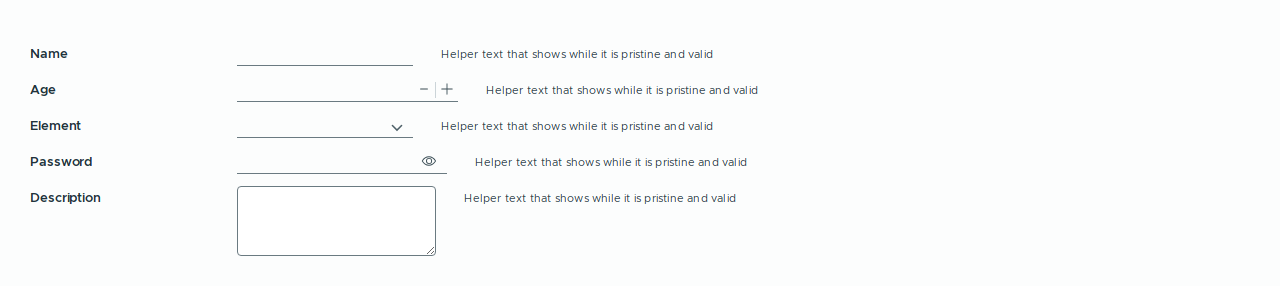 Name Helper text that shows while it is pristine and valid
Age Helper text that shows while it is pristine and valid
Element Helper text that shows while it is pristine and valid
Password Helper text that shows while it is pristine and valid
Description Helper text that shows while it is pristine and valid